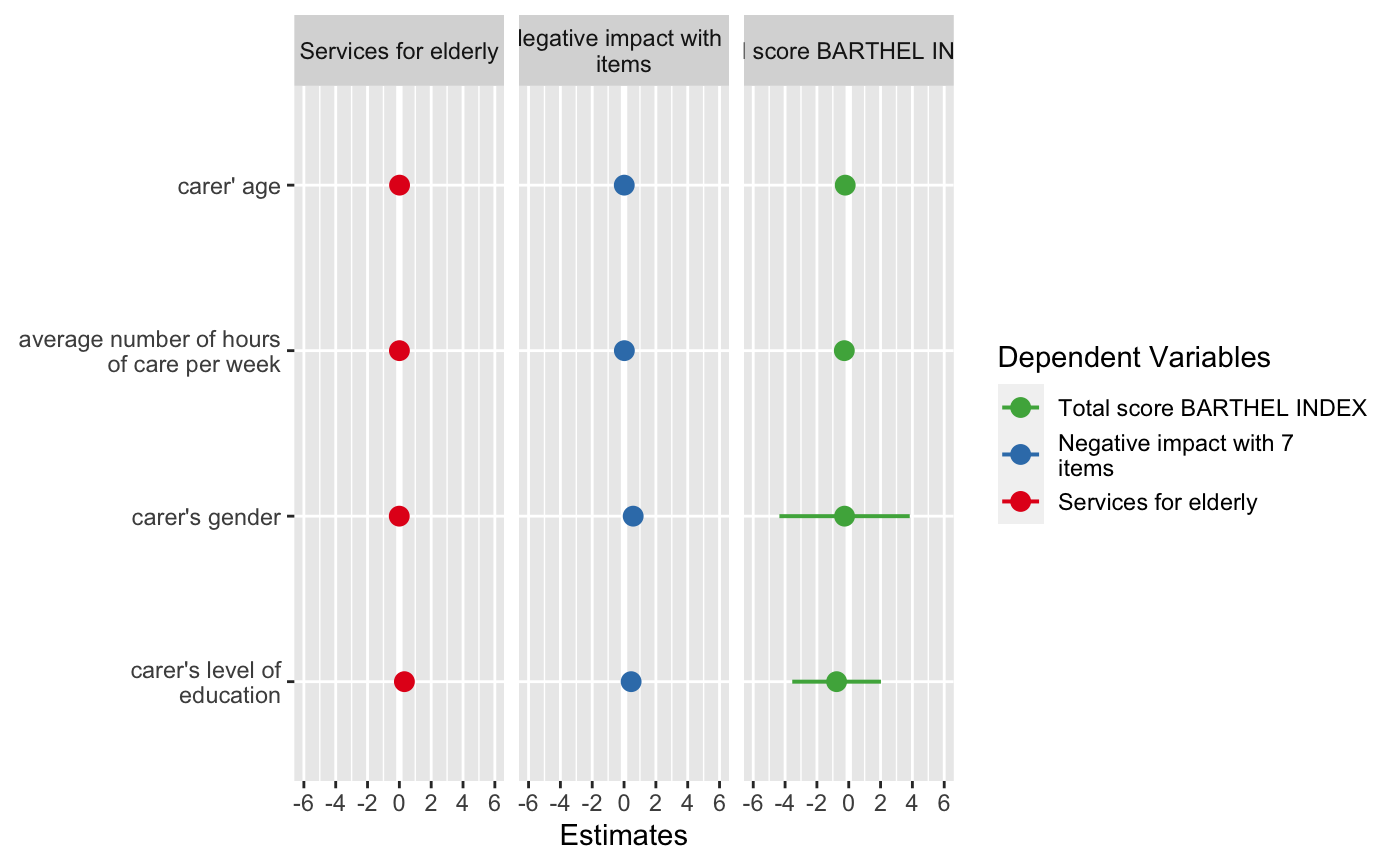 Services for elderly
legative impact with
items
l score BARTHEL IN
carer' age
average number of hours
of care per week
carer's gender
carer's level of
education
-6 -4 -2 0 2 4 6
-6 -4 -2 0 2 4 6
-6 -4 -2 0 2 4 6
Estimates
Dependent Variables
Total score BARTHEL INDEX
Negative impact with 7
items
Services for elderly